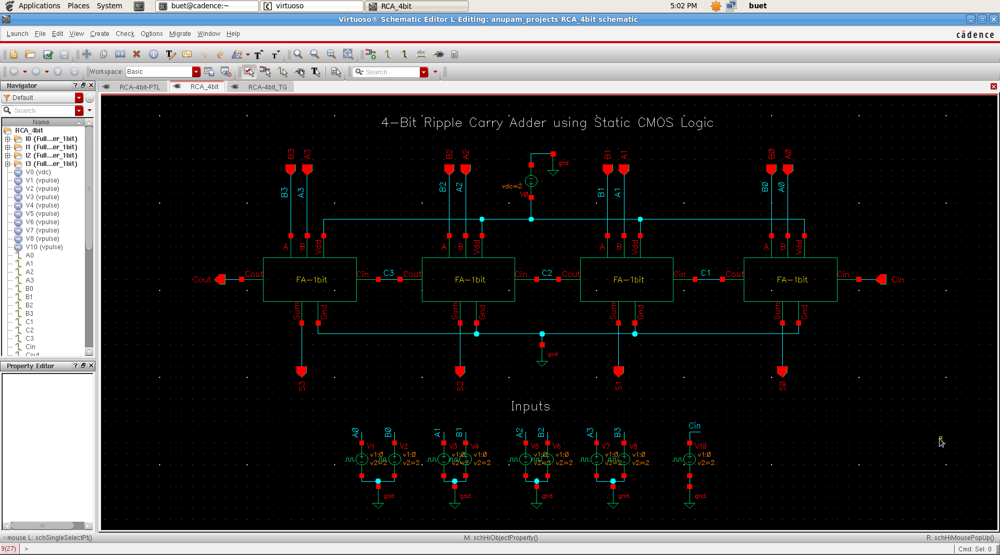 Applications Places System buet@cadence:~ virtuoso RCA_4bit 5:02 PM buet
Virtuoso® Schematic Editor L Editing: anupam_projects RCA_4bit schematic
Launch File Edit View Create Check Options Migrate Window Help cādence
abc
Workspace: Basic Search
Navigator ? RCA-4bit-PTL RCA_4bit RCA-4bit_TG
Default ...
Search
Name
RCA_4bit
I0 (Full...er_1bit)
I1 (Full...er_1bit)
I2 (Full...er_1bit)
I3 (Full...er_1bit)
V0 (vdc)
V1 (vpulse)
V2 (vpulse)
V3 (vpulse)
V4 (vpulse)
V5 (vpulse)
V6 (vpulse)
V7 (vpulse)
V8 (vpulse)
V10 (vpulse)
A0
A1
A2
A3
B0
B1
B2
B3
C1
C2
C3
Cin
Cout
Property Editor ?
4-Bit Ripple Carry Adder using Static CMOS Logic
B3 A3 B2 A2 B1 A1 B0 A0
gnd
vdc=2
V0
B3 A3 B2 A2 B1 A1 B0 A0
A B Vdd A B Vdd A B Vdd A B Vdd
Cout Cout FA-1bit Cin C3 Cout FA-1bit Cin C2 Cout FA-1bit Cin C1 Cout FA-1bit Cin Cin
Sum Gnd Sum Gnd Sum Gnd Sum Gnd
gnd
S3 S2 S1 S0
Inputs
A0 B0 A1 B1 A2 B2 A3 B3 Cin
V1 V2 V3 V4 V5 V6 V7 V8 V10
v1:0 v1:0 v1:0 v1:0 v1:0 v1:0 v1:0 v1:0 v1:0
v2=2 v2=2 v2=2 v2=2 v2=2 v2=2 v2=2 v2=2 v2=2
gnd gnd gnd gnd gnd
mouse L: schSingleSelectPt() M: schHiObjectProperty() R: schHiMousePopUp()
9(27) > Cmd: Sel: 0